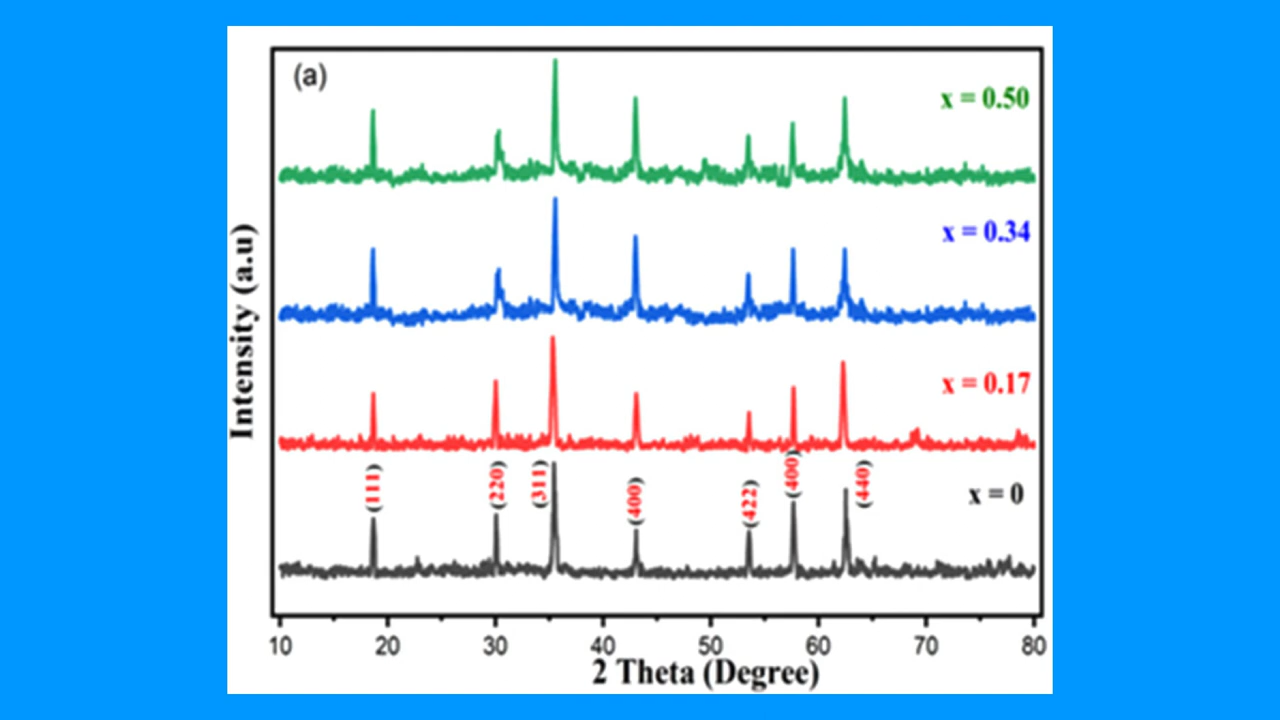 (a)
x = 0.50
x = 0.34
x = 0.17
x = 0
(111)
(220)
(311)
(400)
(422)
(400)
(440)
Intensity (a.u)
10 20 30 40 50 60 70 80
2 Theta (Degree)